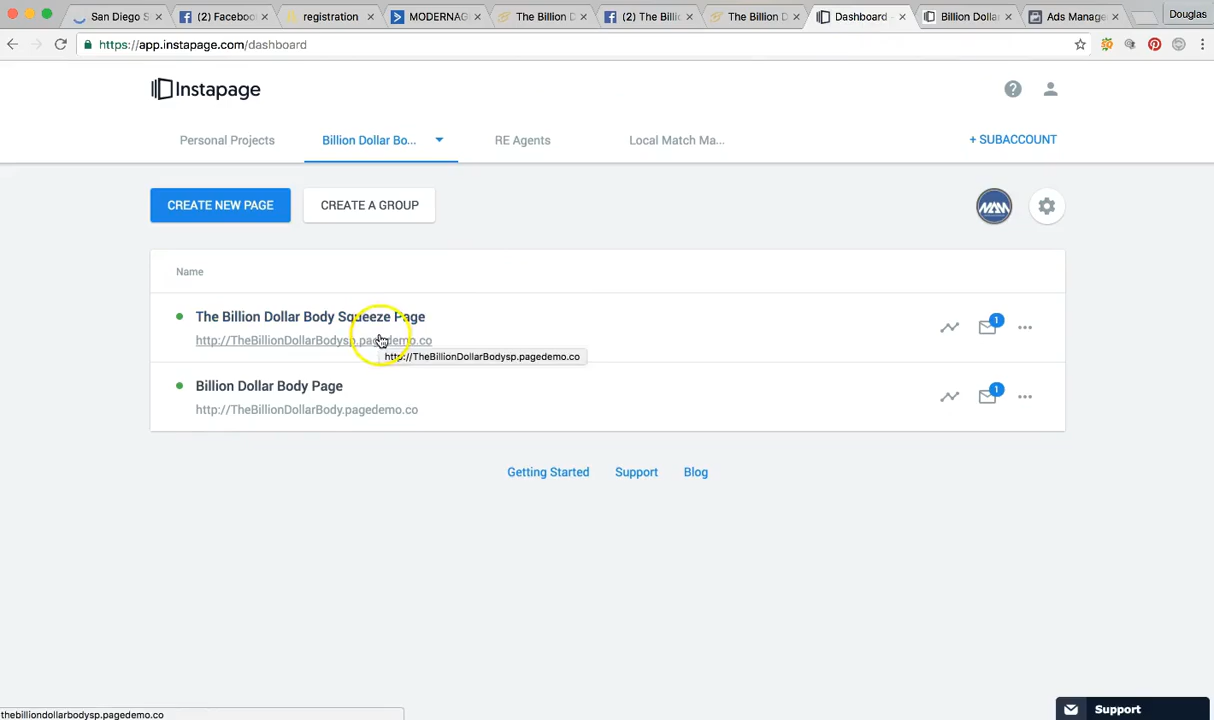 San Diego S
(2) Faceboo
registration
MODERNAG
The Billion D
(2) The Billi
The Billion D
Dashboard
Billion Dolla
Ads Manage
Douglas
https://app.instapage.com/dashboard
Instapage
Personal Projects
Billion Dollar Bo...
RE Agents
Local Match Ma...
+ SUBACCOUNT
CREATE NEW PAGE
CREATE A GROUP
Name
The Billion Dollar Body Squeeze Page
http://TheBillionDollarBodysp.pagedemo.co
1
http://TheBillionDollarBodysp.pagedemo.co
Billion Dollar Body Page
http://TheBillionDollarBody.pagedemo.co
1
Getting Started
Support
Blog
Support
thebilliondollarbodysp.pagedemo.co